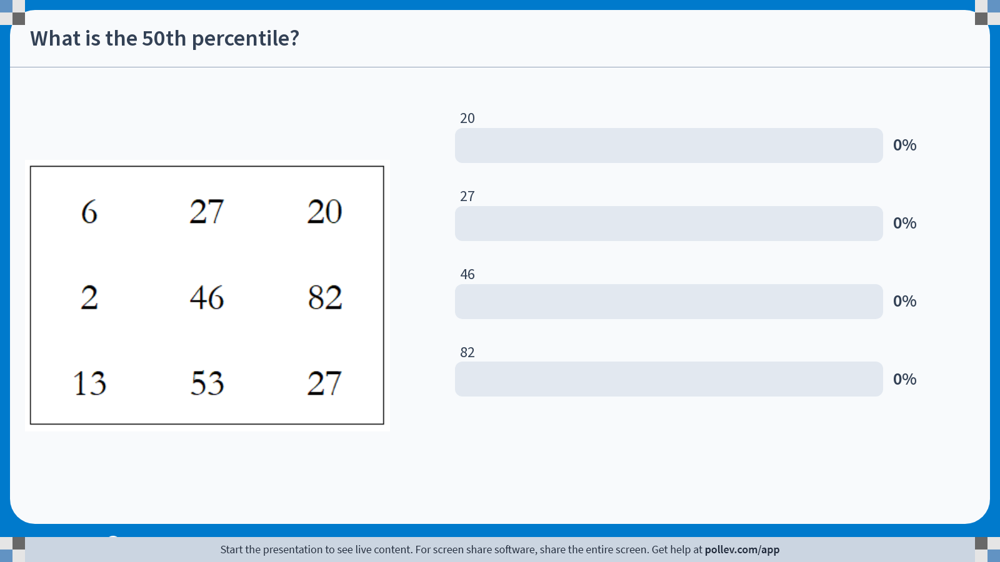 What is the 50th percentile?
6 27 20
2 46 82
13 53 27
20
0%
27
0%
46
0%
82
0%
Start the presentation to see live content. For screen share software, share the entire screen. Get help at pollev.com/app